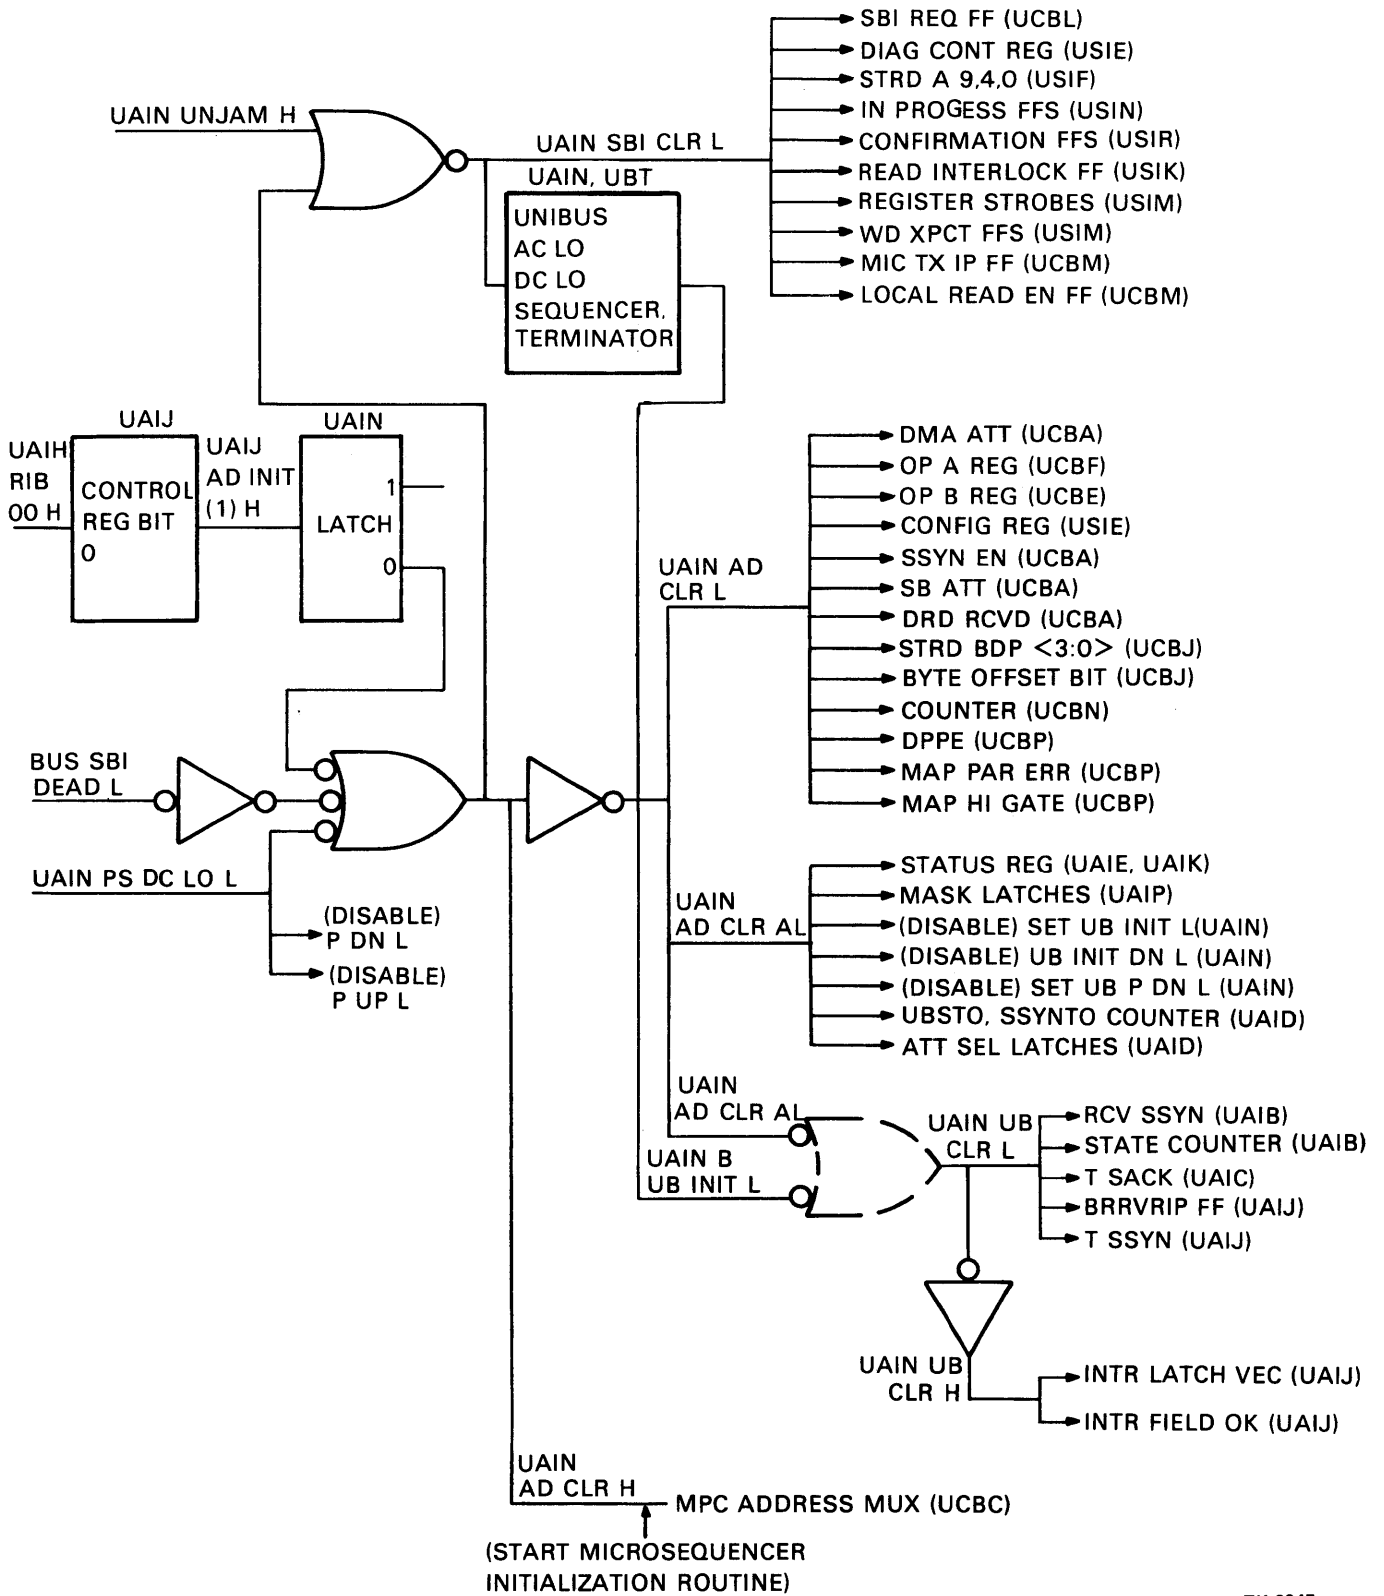 SBI REQ FF (UCBL)
DIAG CONT REG (USIE)
STRD A 9,4,0 (USIF)
IN PROGESS FFS (USIN)
CONFIRMATION FFS (USIR)
READ INTERLOCK FF (USIK)
REGISTER STROBES (USIM)
WD XPCT FFS (USIM)
MIC TX IP FF (UCBM)
LOCAL READ EN FF (UCBM)
UAIN UNJAM H
UAIN SBI CLR L
UAIN, UBT
UNIBUS
AC LO
DC LO
SEQUENCER,
TERMINATOR
UAIJ
UAIH
RIB
00 H
CONTROL
REG BIT
0
UAIJ
AD INIT
(1) H
UAIN
1
LATCH
0
DMA ATT (UCBA)
OP A REG (UCBF)
OP B REG (UCBE)
CONFIG REG (USIE)
SSYN EN (UCBA)
SB ATT (UCBA)
DRD RCVD (UCBA)
STRD BDP <3:0> (UCBJ)
BYTE OFFSET BIT (UCBJ)
COUNTER (UCBN)
DPPE (UCBP)
MAP PAR ERR (UCBP)
MAP HI GATE (UCBP)
UAIN AD
CLR L
BUS SBI
DEAD L
UAIN PS DC LO L
(DISABLE)
P DN L
(DISABLE)
P UP L
UAIN
AD CLR AL
STATUS REG (UAIE, UAIK)
MASK LATCHES (UAIP)
(DISABLE) SET UB INIT L(UAIN)
(DISABLE) UB INIT DN L (UAIN)
(DISABLE) SET UB P DN L (UAIN)
UBSTO, SSYNTO COUNTER (UAID)
ATT SEL LATCHES (UAID)
UAIN
AD CLR AL
UAIN B
UB INIT L
UAIN UB
CLR L
RCV SSYN (UAIB)
STATE COUNTER (UAIB)
T SACK (UAIC)
BRRVRIP FF (UAIJ)
T SSYN (UAIJ)
UAIN UB
CLR H
INTR LATCH VEC (UAIJ)
INTR FIELD OK (UAIJ)
UAIN
AD CLR H
MPC ADDRESS MUX (UCBC)
(START MICROSEQUENCER
INITIALIZATION ROUTINE)